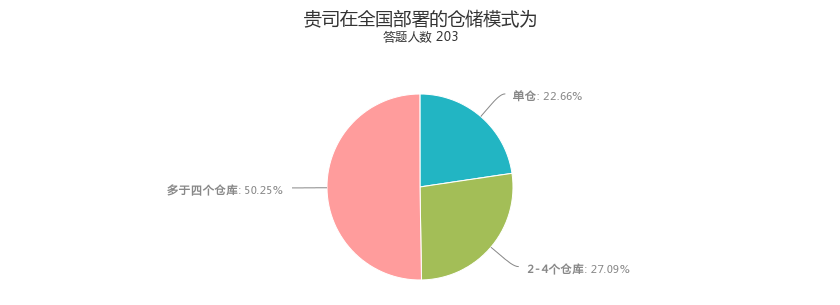 贵司在全国部署的仓储模式为
答题人数 203
单仓: 22.66%
多于四个仓库: 50.25%
2-4个仓库: 27.09%